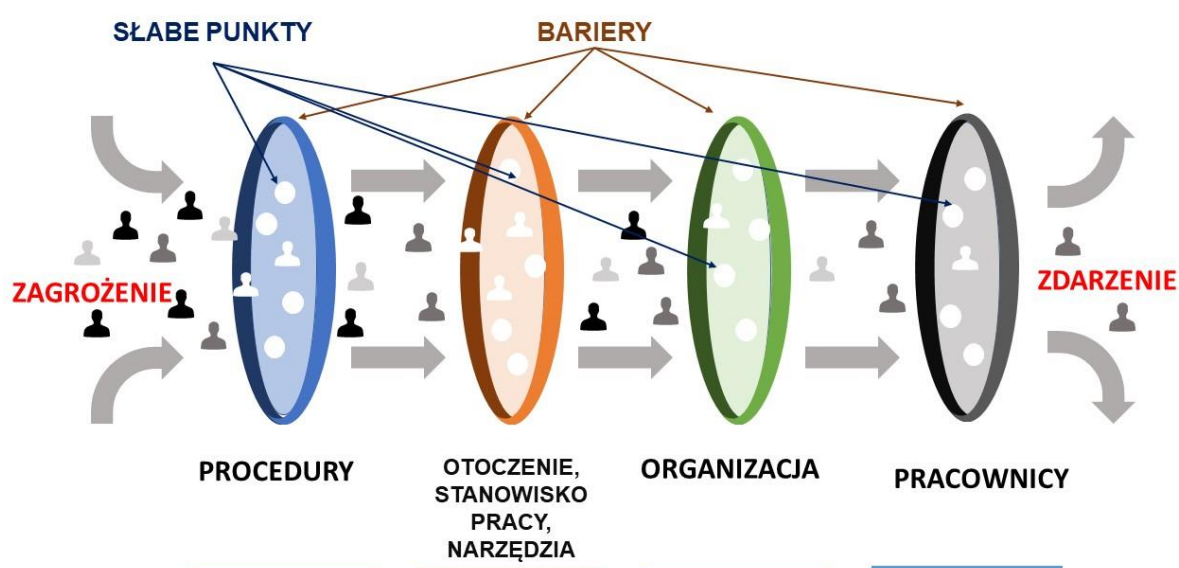 SŁABE PUNKTY
BARIERY
ZAGROŻENIE
ZDARZENIE
PROCEDURY
OTOCZENIE,
STANOWISKO
PRACY,
NARZĘDZIA
ORGANIZACJA
PRACOWNICY